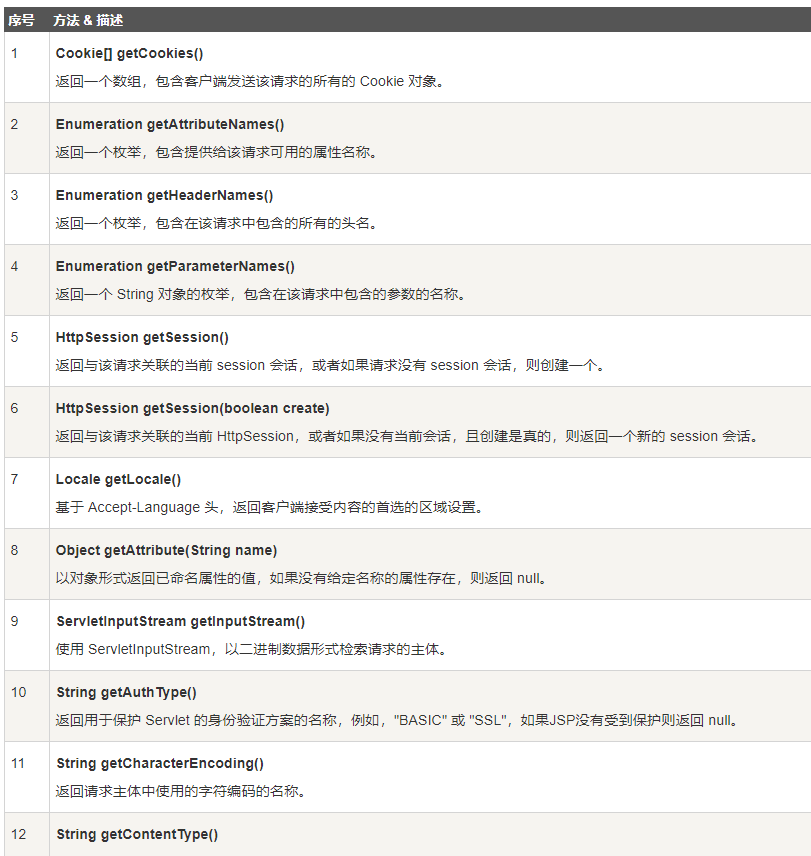 序号 方法 & 描述
1 Cookie[] getCookies()
返回一个数组，包含客户端发送该请求的所有的 Cookie 对象。
2 Enumeration getAttributeNames()
返回一个枚举，包含提供给该请求可用的属性名称。
3 Enumeration getHeaderNames()
返回一个枚举，包含在该请求中包含的所有的头名。
4 Enumeration getParameterNames()
返回一个 String 对象的枚举，包含在该请求中包含的参数的名称。
5 HttpSession getSession()
返回与该请求关联的当前 session 会话，或者如果请求没有 session 会话，则创建一个。
6 HttpSession getSession(boolean create)
返回与该请求关联的当前 HttpSession，或者如果没有当前会话，且创建是真的，则返回一个新的 session 会话。
7 Locale getLocale()
基于 Accept-Language 头，返回客户端接受内容的首选的区域设置。
8 Object getAttribute(String name)
以对象形式返回已命名属性的值，如果没有给定名称的属性存在，则返回 null。
9 ServletInputStream getInputStream()
使用 ServletInputStream，以二进制数据形式检索请求的主体。
10 String getAuthType()
返回用于保护 Servlet 的身份验证方案的名称，例如，"BASIC" 或 "SSL"，如果JSP没有受到保护则返回 null。
11 String getCharacterEncoding()
返回请求主体中使用的字符编码的名称。
12 String getContentType()